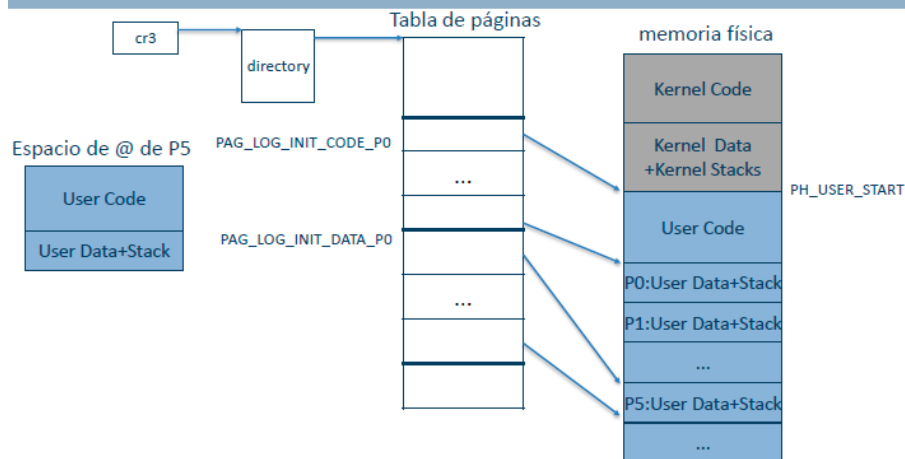 Tabla de páginas
cr3
memoria física
directory
Kernel Code
PAG_LOG_INIT_CODE_P0
Espacio de @ de P5
Kernel Data
+Kernel Stacks
...
PH_USER_START
User Code
User Code
PAG_LOG_INIT_DATA_P0
User Data+Stack
P0:User Data+Stack
...
P1:User Data+Stack
...
P5:User Data+Stack
...